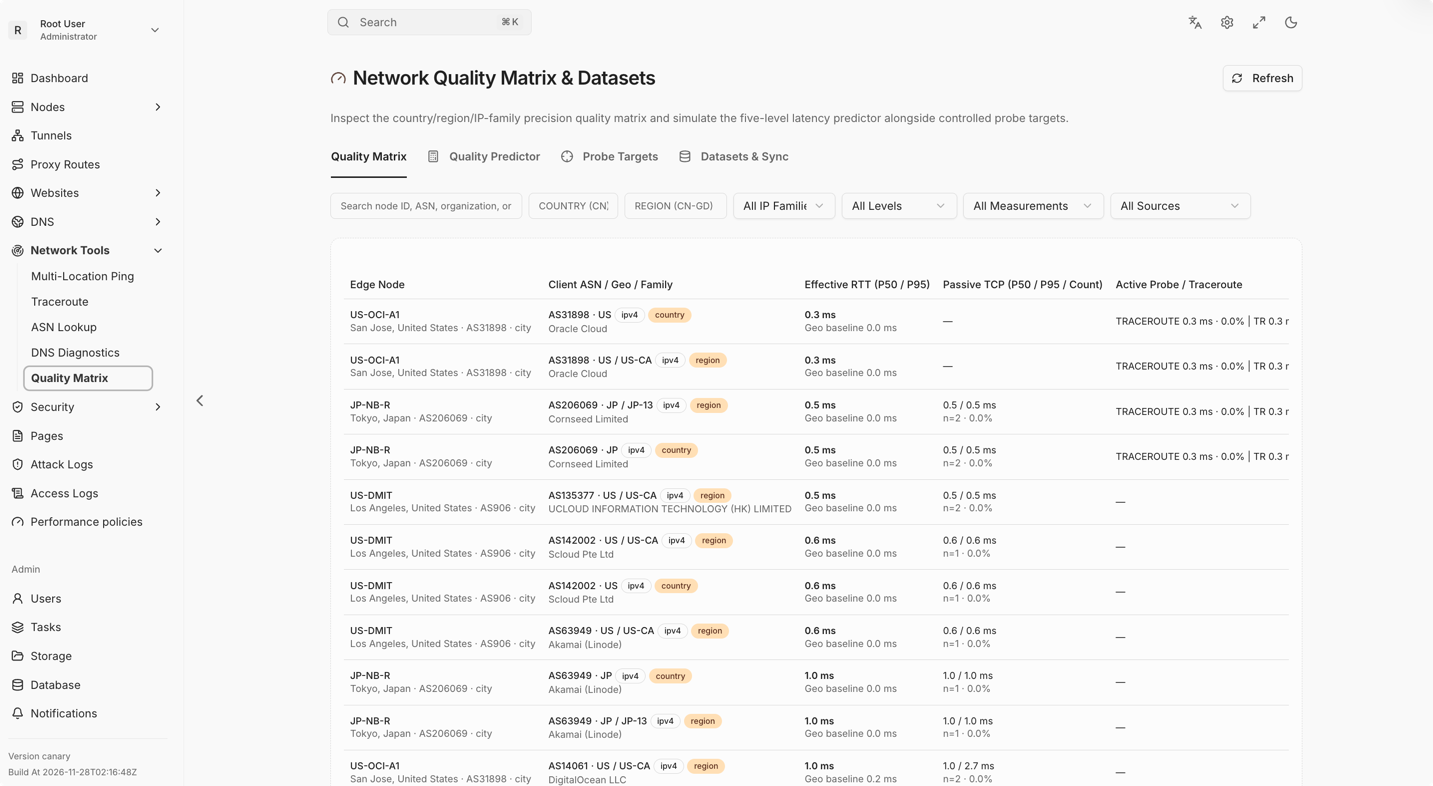 R
Root User
Administrator
Dashboard
Nodes
Tunnels
Proxy Routes
Websites
DNS
Network Tools
Multi-Location Ping
Traceroute
ASN Lookup
DNS Diagnostics
Quality Matrix
Security
Pages
Attack Logs
Access Logs
Performance policies
Admin
Users
Tasks
Storage
Database
Notifications
Version canary
Build At 2026-11-28T02:16:48Z
Search ⌘ K
Network Quality Matrix & Datasets
Refresh
Inspect the country/region/IP-family precision quality matrix and simulate the five-level latency predictor alongside controlled probe targets.
Quality Matrix Quality Predictor Probe Targets Datasets & Sync
Search node ID, ASN, organization, or COUNTRY (CN) REGION (CN-GD) All IP Familie All Levels All Measurements All Sources
Edge Node Client ASN / Geo / Family Effective RTT (P50 / P95) Passive TCP (P50 / P95 / Count) Active Probe / Traceroute
US-OCI-A1 AS31898 · US ipv4 country 0.3 ms — TRACEROUTE 0.3 ms · 0.0% | TR 0.3 r
San Jose, United States · AS31898 · city Oracle Cloud Geo baseline 0.0 ms
US-OCI-A1 AS31898 · US / US-CA ipv4 region 0.3 ms — TRACEROUTE 0.3 ms · 0.0% | TR 0.3 r
San Jose, United States · AS31898 · city Oracle Cloud Geo baseline 0.0 ms
JP-NB-R AS206069 · JP / JP-13 ipv4 region 0.5 ms 0.5 / 0.5 ms TRACEROUTE 0.3 ms · 0.0% | TR 0.3 r
Tokyo, Japan · AS206069 · city Cornseed Limited Geo baseline 0.0 ms n=2 · 0.0%
JP-NB-R AS206069 · JP ipv4 country 0.5 ms 0.5 / 0.5 ms TRACEROUTE 0.3 ms · 0.0% | TR 0.3 r
Tokyo, Japan · AS206069 · city Cornseed Limited Geo baseline 0.0 ms n=2 · 0.0%
US-DMIT AS135377 · US / US-CA ipv4 region 0.5 ms 0.5 / 0.5 ms —
Los Angeles, United States · AS906 · city UCLOUD INFORMATION TECHNOLOGY (HK) LIMITED Geo baseline 0.0 ms n=2 · 0.0%
US-DMIT AS142002 · US / US-CA ipv4 region 0.6 ms 0.6 / 0.6 ms —
Los Angeles, United States · AS906 · city Scloud Pte Ltd Geo baseline 0.0 ms n=1 · 0.0%
US-DMIT AS142002 · US ipv4 country 0.6 ms 0.6 / 0.6 ms —
Los Angeles, United States · AS906 · city Scloud Pte Ltd Geo baseline 0.0 ms n=1 · 0.0%
US-DMIT AS63949 · US / US-CA ipv4 region 0.6 ms 0.6 / 0.6 ms —
Los Angeles, United States · AS906 · city Akamai (Linode) Geo baseline 0.0 ms n=1 · 0.0%
JP-NB-R AS63949 · JP ipv4 country 1.0 ms 1.0 / 1.0 ms —
Tokyo, Japan · AS206069 · city Akamai (Linode) Geo baseline 0.0 ms n=1 · 0.0%
JP-NB-R AS63949 · JP / JP-13 ipv4 region 1.0 ms 1.0 / 1.0 ms —
Tokyo, Japan · AS206069 · city Akamai (Linode) Geo baseline 0.0 ms n=1 · 0.0%
US-OCI-A1 AS14061 · US / US-CA ipv4 region 1.0 ms 1.0 / 2.7 ms —
San Jose, United States · AS31898 · city DigitalOcean LLC Geo baseline 0.2 ms n=2 · 0.0%